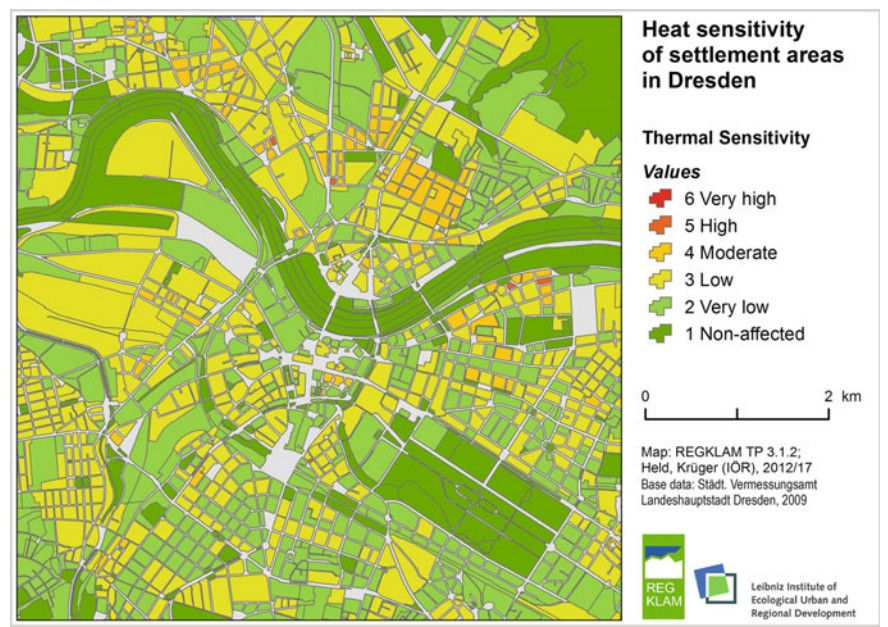 Heat sensitivity
of settlement areas
in Dresden
Thermal Sensitivity
Values
6 Very high
5 High
4 Moderate
3 Low
2 Very low
1 Non-affected
0 2 km
Map: REGKLAM TP 3.1.2;
Held, Krüger (IÖR), 2012/17
Base data: Städt. Vermessungsamt
Landeshauptstadt Dresden, 2009
REG
KLAM
Leibniz Institute of
Ecological Urban and
Regional Development